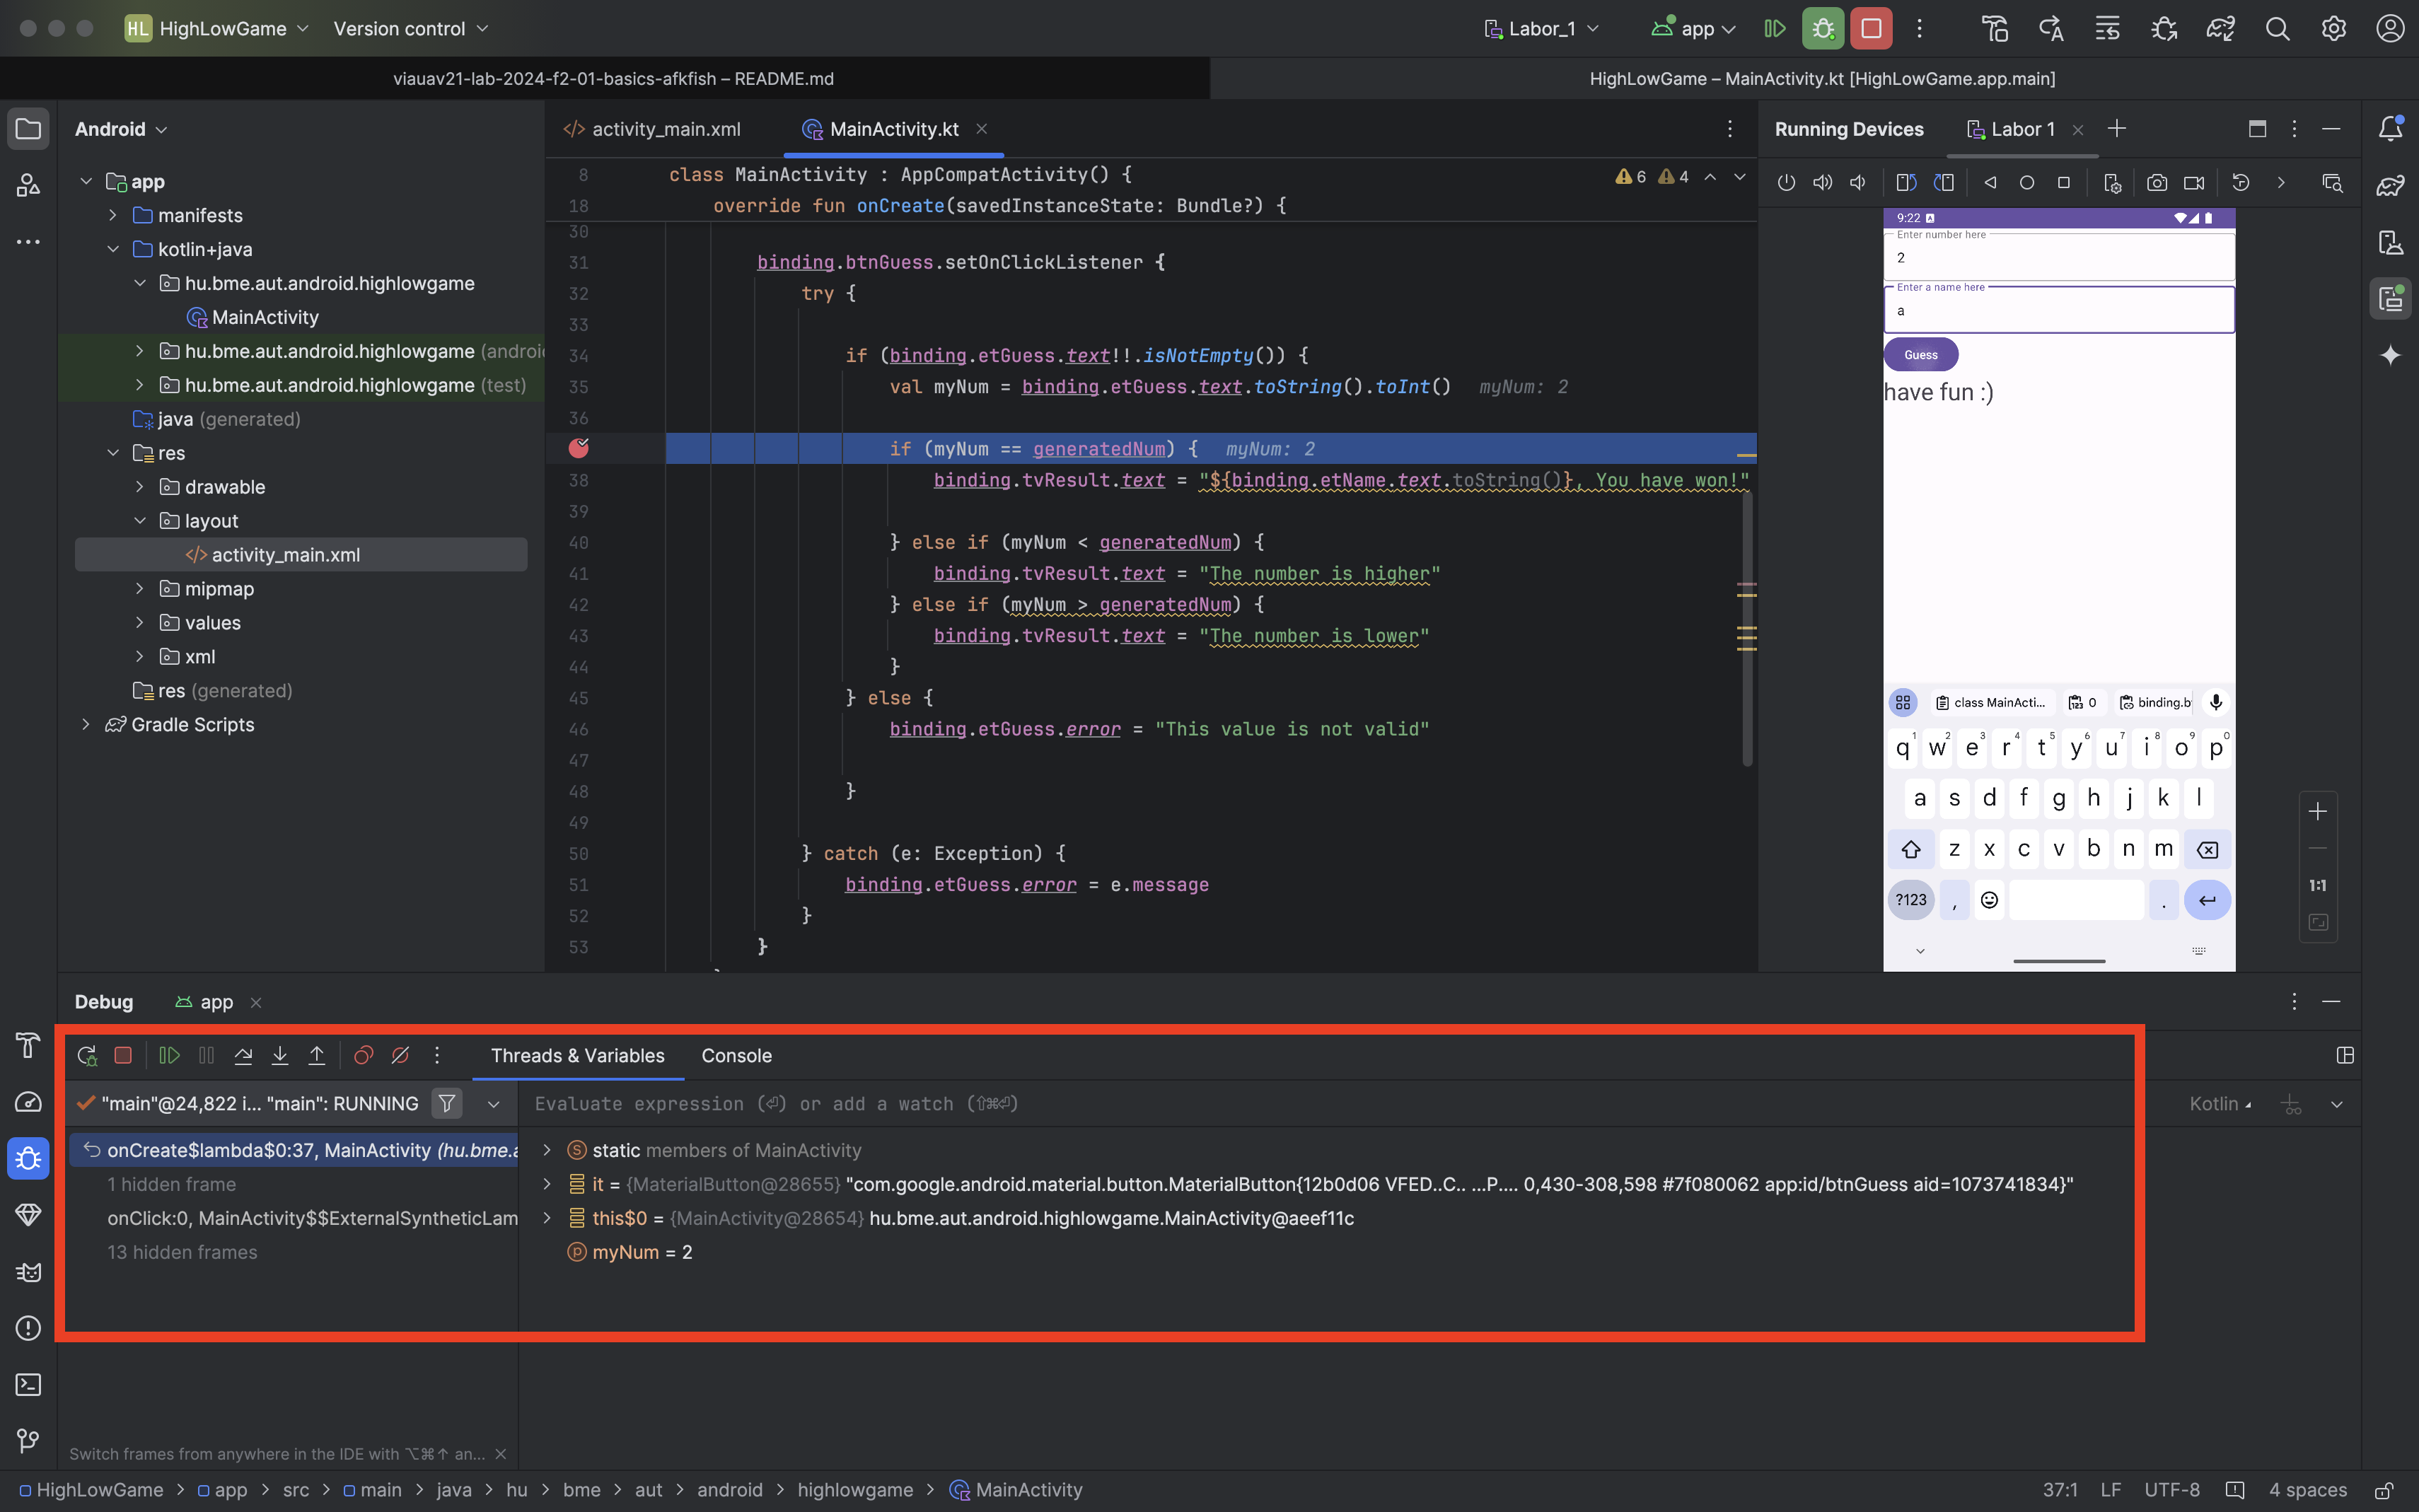 HL HighLowGame Version control Labor_1 app
viauav21-lab-2024-f2-01-basics-afkfish – README.md HighLowGame – MainActivity.kt [HighLowGame.app.main]
Android
app
manifests
kotlin+java
hu.bme.aut.android.highlowgame
MainActivity
hu.bme.aut.android.highlowgame (androi
hu.bme.aut.android.highlowgame (test)
java (generated)
res
drawable
layout
activity_main.xml
mipmap
values
xml
res (generated)
Gradle Scripts
activity_main.xml MainActivity.kt
6 4
8 class MainActivity : AppCompatActivity() {
18 override fun onCreate(savedInstanceState: Bundle?) {
30
31 binding.btnGuess.setOnClickListener {
32 try {
33
34 if (binding.etGuess.text!!.isNotEmpty()) {
35 val myNum = binding.etGuess.text.toString().toInt() myNum: 2
36
if (myNum == generatedNum) { myNum: 2
38 binding.tvResult.text = "${binding.etName.text.toString()}, You have won!"
39
40 } else if (myNum < generatedNum) {
41 binding.tvResult.text = "The number is higher"
42 } else if (myNum > generatedNum) {
43 binding.tvResult.text = "The number is lower"
44 }
45 } else {
46 binding.etGuess.error = "This value is not valid"
47
48 }
49
50 } catch (e: Exception) {
51 binding.etGuess.error = e.message
52 }
53 }
Running Devices Labor 1
9:22
Enter number here
2
Enter a name here
a
Guess
have fun :)
class MainActi... 123 0 binding.b
q1 w2 e3 r4 t5 y6 u7 i8 o9 p0
a s d f g h j k l
z x c v b n m
?123 , .
1:1
Debug app
Threads & Variables Console
"main"@24,822 i... "main": RUNNING
Evaluate expression (⏎) or add a watch (⇧⌘⏎) Kotlin
onCreate$lambda$0:37, MainActivity (hu.bme.a
1 hidden frame
onClick:0, MainActivity$$ExternalSyntheticLam
13 hidden frames
static members of MainActivity
it = {MaterialButton@28655} "com.google.android.material.button.MaterialButton{12b0d06 VFED..C.. ...P.... 0,430-308,598 #7f080062 app:id/btnGuess aid=1073741834}"
this$0 = {MainActivity@28654} hu.bme.aut.android.highlowgame.MainActivity@aeef11c
myNum = 2
Switch frames from anywhere in the IDE with ⌥⌘↑ an...
HighLowGame > app > src > main > java > hu > bme > aut > android > highlowgame > MainActivity 37:1 LF UTF-8 4 spaces